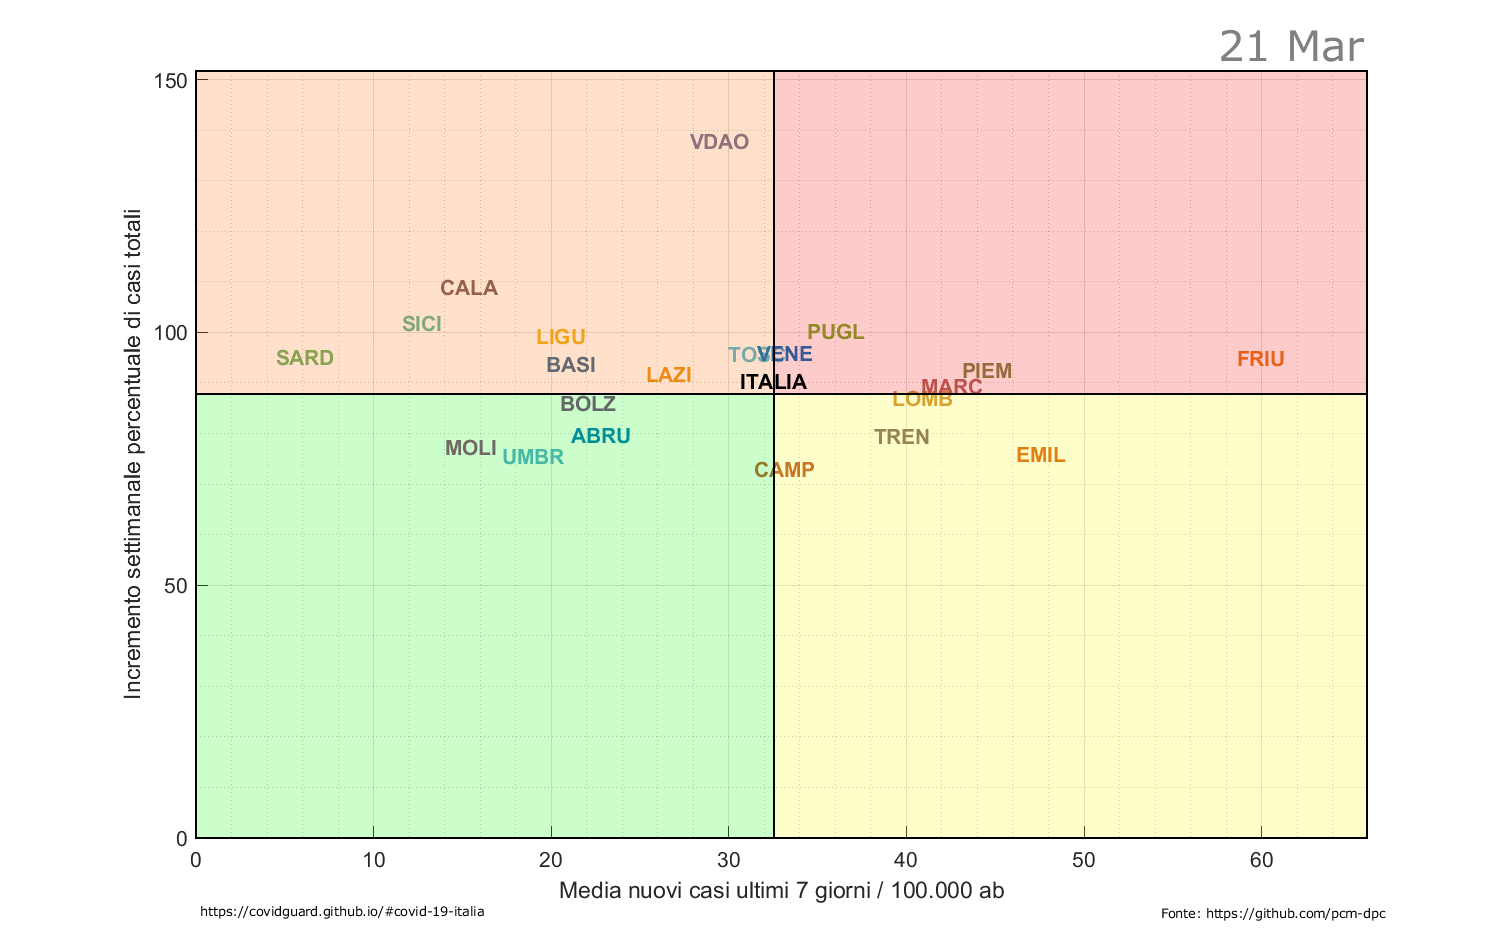 21 Mar
150
VDAO
CALA
SICI
LIGU
PUGL
100
SARD
BASI
TOSC
VENE
FRIU
LAZI
PIEM
ITALIA
MARC
BOLZ
LOMB
ABRU
TREN
MOLI
UMBR
EMIL
CAMP
50
0
Incremento settimanale percentuale di casi totali
0 10 20 30 40 50 60
Media nuovi casi ultimi 7 giorni / 100.000 ab
https://covidguard.github.io/#covid-19-italia
Fonte: https://github.com/pcm-dpc